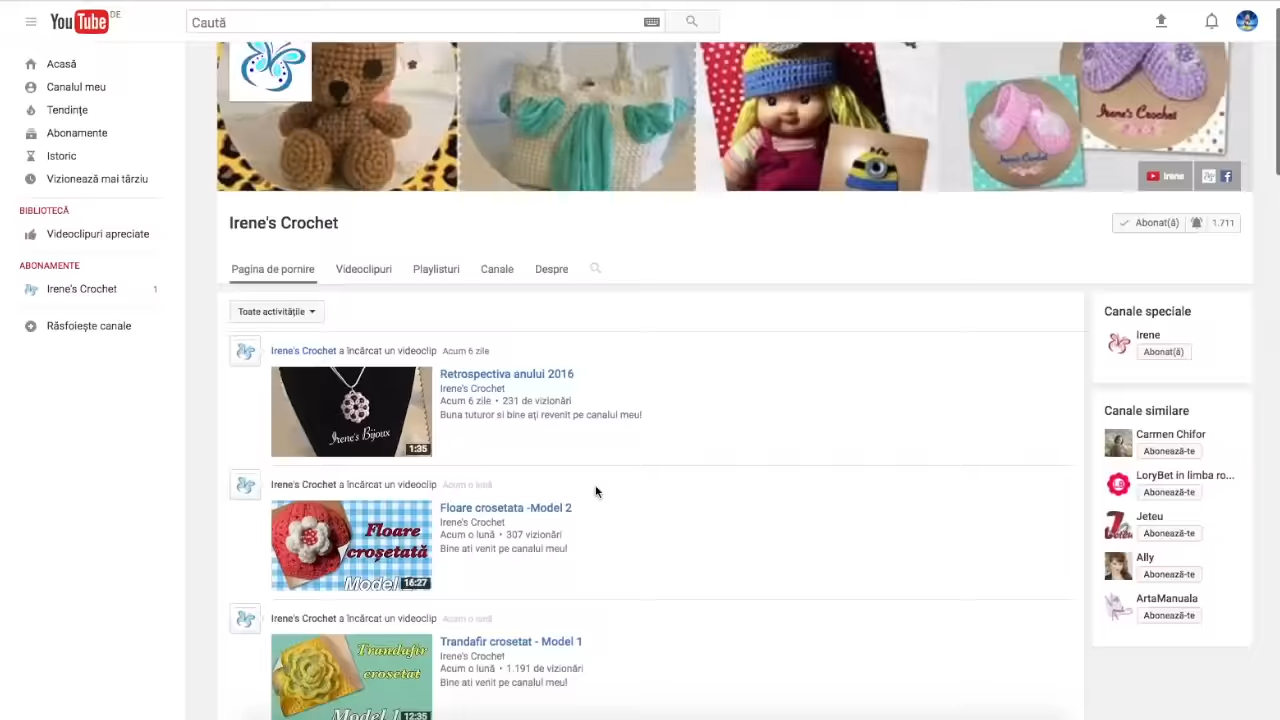 YouTube DE
Caută
Acasă
Canalul meu
Tendințe
Abonamente
Istoric
Vizionează mai târziu
BIBLIOTECĂ
Videoclipuri apreciate
ABONAMENTE
Irene's Crochet 1
Răsfoiește canale
Irene's Crochet
Irene's Crochet
Irene
Irene's Crochet
Abonat(ă) 1.711
Pagina de pornire Videoclipuri Playlisturi Canale Despre
Toate activitățile
Irene's Crochet a încărcat un videoclip Acum 6 zile
Retrospectiva anului 2016
Irene's Crochet
Acum 6 zile • 231 de vizionări
Buna tuturor si bine ați revenit pe canalul meu!
Irene's Bijoux
1:35
Irene's Crochet a încărcat un videoclip Acum o lună
Floare crosetata -Model 2
Irene's Crochet
Acum o lună • 307 vizionări
Bine ati venit pe canalul meu!
Floare
croșetată
Model
16:27
Irene's Crochet a încărcat un videoclip Acum o lună
Trandafir crosetat - Model 1
Irene's Crochet
Acum o lună • 1.191 de vizionări
Bine ati venit pe canalul meu!
Trandafir
crosetat
Model 1
12:35
Canale speciale
Irene
Abonat(ă)
Canale similare
Carmen Chifor
Abonează-te
LoryBet in limba ro...
Abonează-te
Jeteu
Abonează-te
Ally
Abonează-te
ArtaManuala
Abonează-te